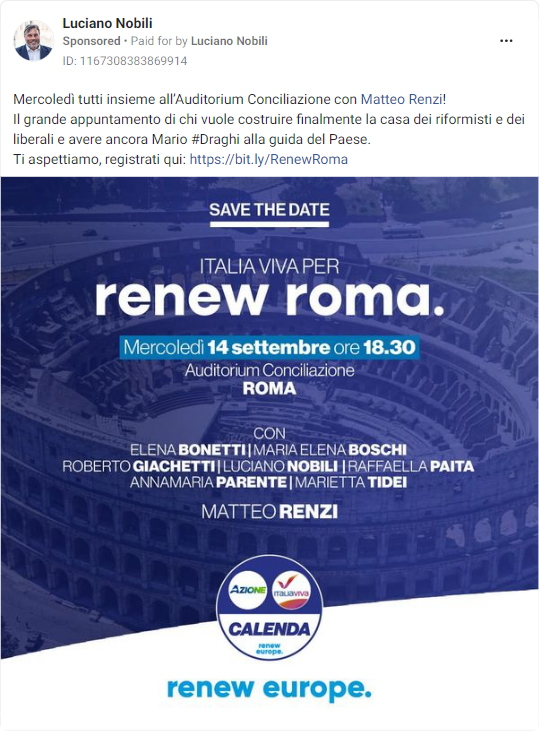 Luciano Nobili
Sponsored • Paid for by Luciano Nobili
ID: 1167308383869914
Mercoledì tutti insieme all'Auditorium Conciliazione con Matteo Renzi!
Il grande appuntamento di chi vuole costruire finalmente la casa dei riformisti e dei
liberali e avere ancora Mario #Draghi alla guida del Paese.
Ti aspettiamo, registrati qui: https://bit.ly/RenewRoma
SAVE THE DATE
ITALIA VIVA PER
renew roma.
Mercoledì 14 settembre ore 18.30
Auditorium Conciliazione
ROMA
CON
ELENA BONETTI | MARIA ELENA BOSCHI
ROBERTO GIACHETTI | LUCIANO NOBILI | RAFFAELLA PAITA
ANNAMARIA PARENTE | MARIETTA TIDEI
MATTEO RENZI
AZIONE ITALIAVIVA
CALENDA
renew
europe.
renew europe.